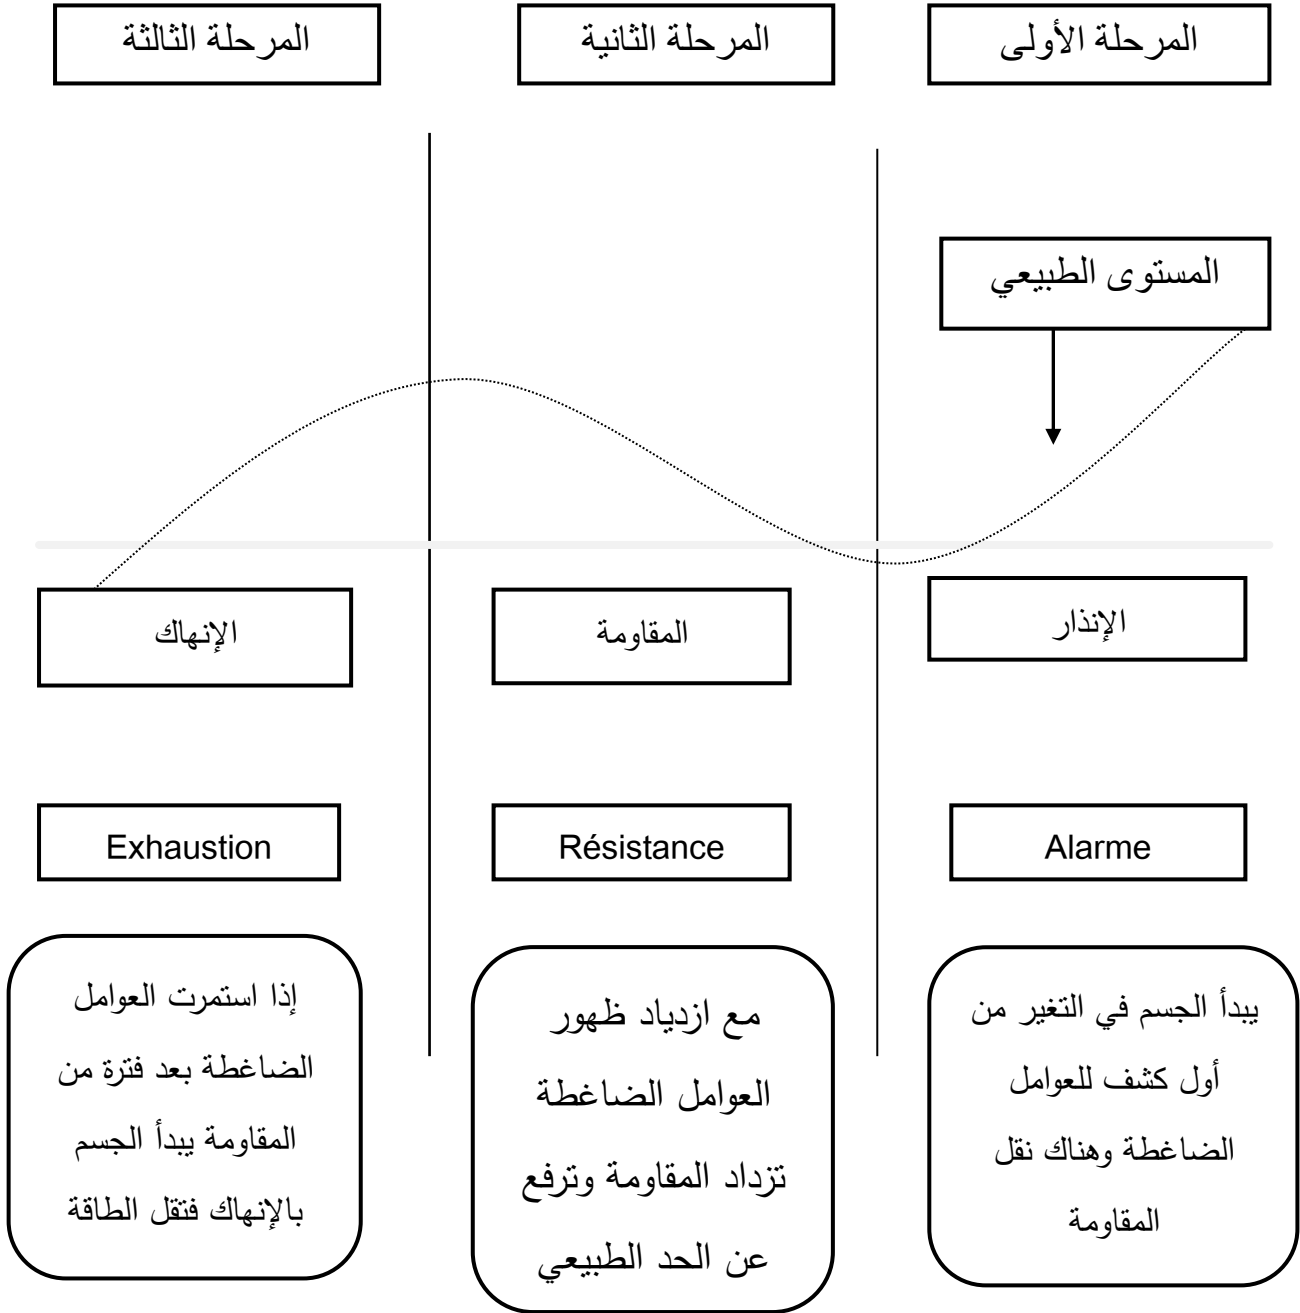 المرحلة الأولى
المرحلة الثانية
المرحلة الثالثة
المستوى الطبيعي
الإنذار
المقاومة
الإنهاك
Alarme
Résistance
Exhaustion
يبدأ الجسم في التغير من
أول كشف للعوامل
الضاغطة وهناك نقل
المقاومة
مع ازدياد ظهور
العوامل الضاغطة
تزداد المقاومة وترفع
عن الحد الطبيعي
إذا استمرت العوامل
الضاغطة بعد فترة من
المقاومة يبدأ الجسم
بالإنهاك فتقل الطاقة